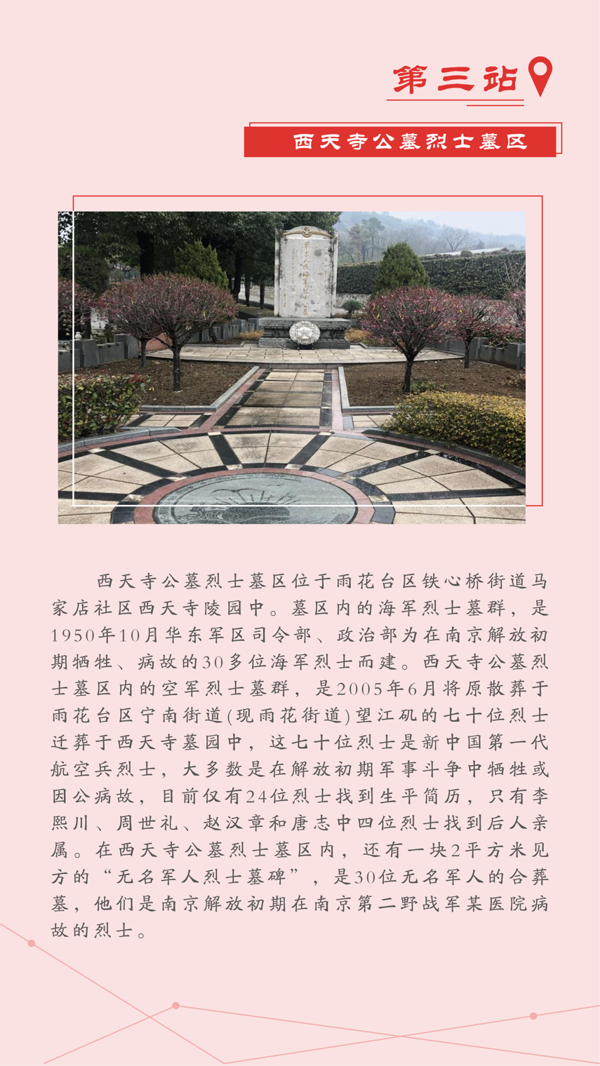 第三站
西天寺公墓烈士墓区
西天寺公墓烈士墓区位于雨花台区铁心桥街道马
家店社区西天寺陵园中。墓区内的海军烈士墓群，是
1950年10月华东军区司令部、政治部为在南京解放初
期牺牲、病故的30多位海军烈士而建。西天寺公墓烈
士墓区内的空军烈士墓群，是2005年6月将原散葬于
雨花台区宁南街道(现雨花街道)望江矶的七十位烈士
迁葬于西天寺墓园中，这七十位烈士是新中国第一代
航空兵烈士，大多数是在解放初期军事斗争中牺牲或
因公病故，目前仅有24位烈士找到生平简历，只有李
熙川、周世礼、赵汉章和唐志中四位烈士找到后人亲
属。在西天寺公墓烈士墓区内，还有一块2平方米见
方的“无名军人烈士墓碑”，是30位无名军人的合葬
墓，他们是南京解放初期在南京第二野战军某医院病
故的烈士。